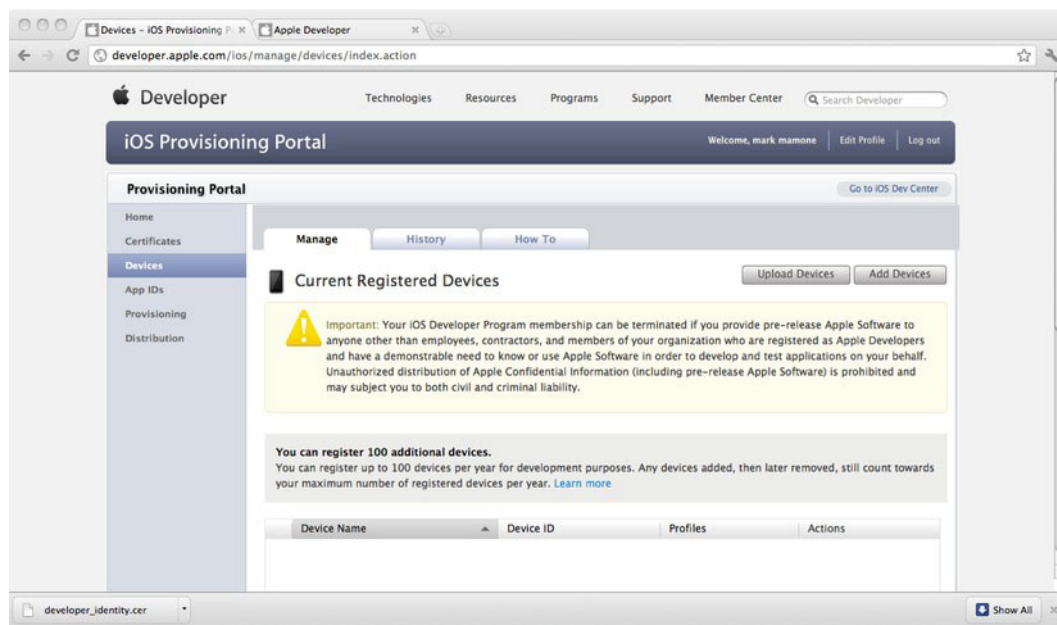 Devices - iOS Provisioning P
Apple Developer
developer.apple.com/ios/manage/devices/index.action
Developer
Technologies
Resources
Programs
Support
Member Center
Search Developer
iOS Provisioning Portal
Welcome, mark mamone
Edit Profile
Log out
Provisioning Portal
Go to iOS Dev Center
Home
Certificates
Devices
App IDs
Provisioning
Distribution
Manage
History
How To
Current Registered Devices
Upload Devices
Add Devices
Important: Your iOS Developer Program membership can be terminated if you provide pre-release Apple Software to
anyone other than employees, contractors, and members of your organization who are registered as Apple Developers
and have a demonstrable need to know or use Apple Software in order to develop and test applications on your behalf.
Unauthorized distribution of Apple Confidential Information (including pre-release Apple Software) is prohibited and
may subject you to both civil and criminal liability.
You can register 100 additional devices.
You can register up to 100 devices per year for development purposes. Any devices added, then later removed, still count towards
your maximum number of registered devices per year. Learn more
Device Name
Device ID
Profiles
Actions
developer_identity.cer
Show All